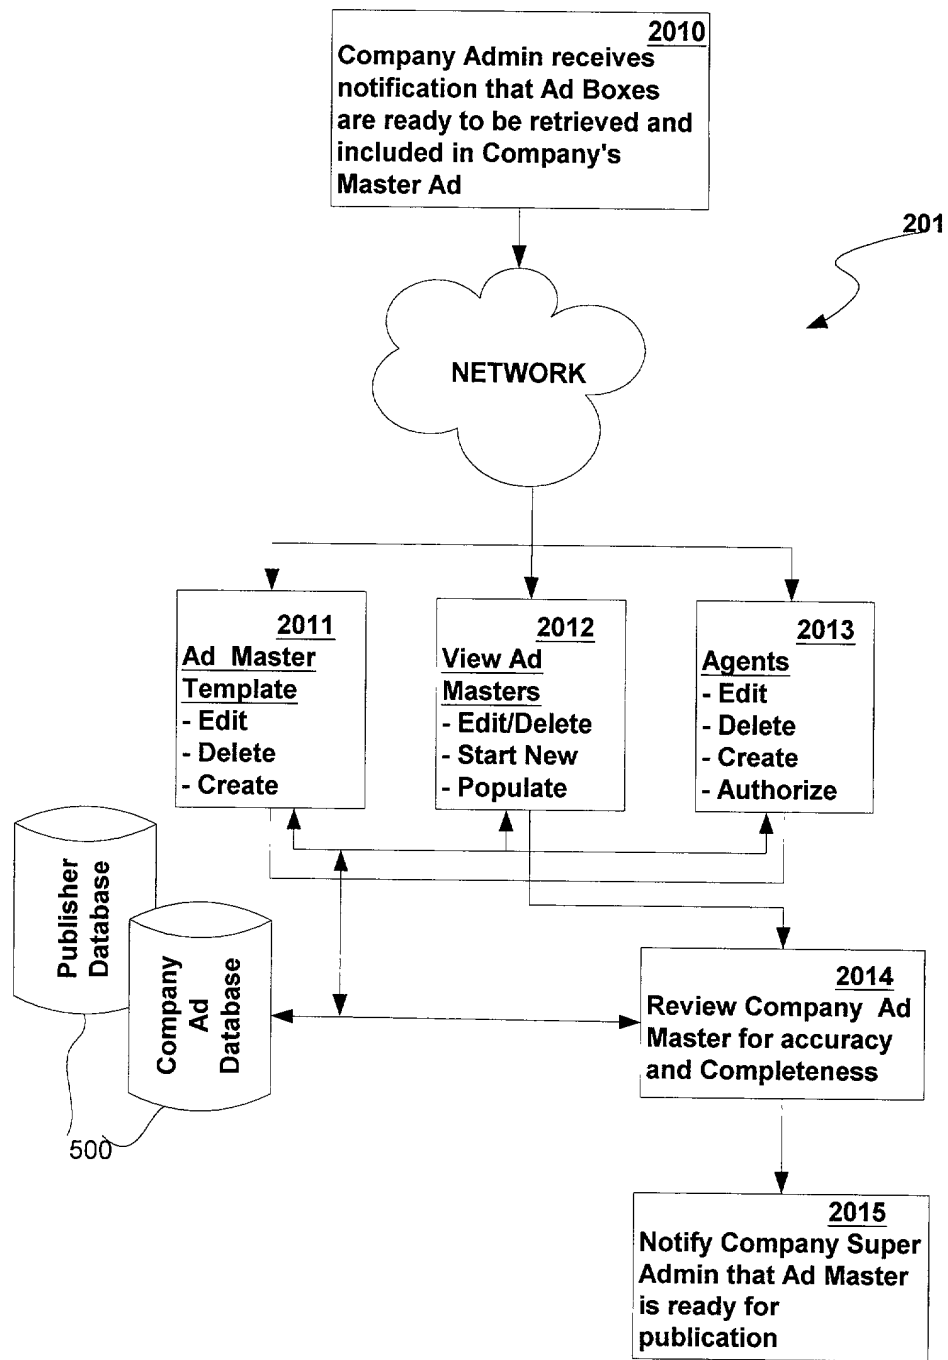 2010
Company Admin receives
notification that Ad Boxes
are ready to be retrieved and
included in Company's
Master Ad
201
NETWORK
2011
Ad Master
Template
- Edit
- Delete
- Create
2012
View Ad
Masters
- Edit/Delete
- Start New
- Populate
2013
Agents
- Edit
- Delete
- Create
- Authorize
Publisher
Database
Company
Ad
Database
500
2014
Review Company Ad
Master for accuracy
and Completeness
2015
Notify Company Super
Admin that Ad Master
is ready for
publication